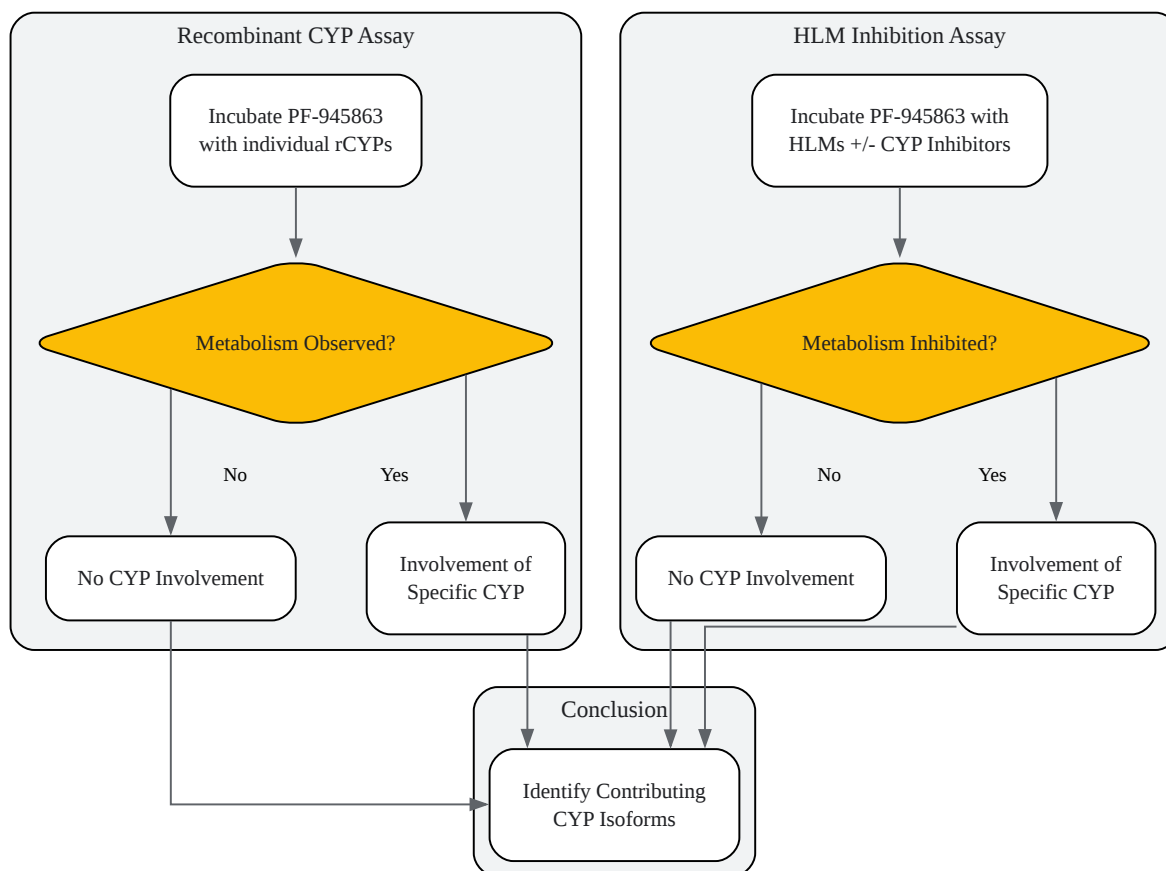 Recombinant CYP Assay
Incubate PF-945863
with individual rCYPs
Metabolism Observed?
No
Yes
No CYP Involvement
Involvement of
Specific CYP
HLM Inhibition Assay
Incubate PF-945863 with
HLMs +/- CYP Inhibitors
Metabolism Inhibited?
No
Yes
No CYP Involvement
Involvement of
Specific CYP
Conclusion
Identify Contributing
CYP Isoforms